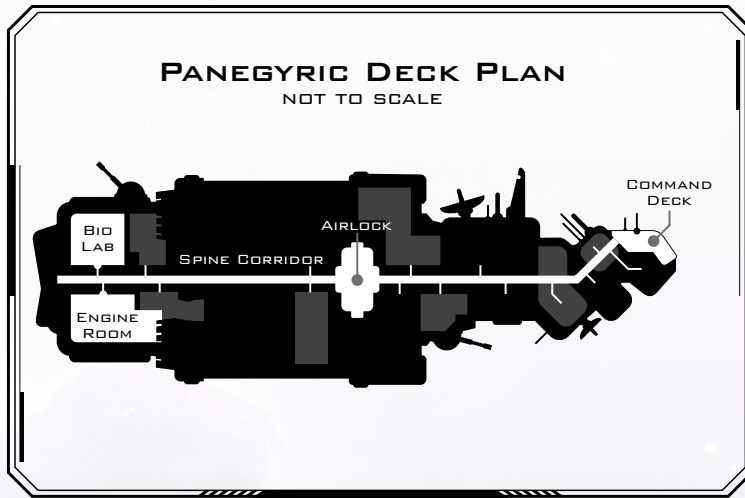 Panegyric Deck Plan
not to scale
Command
Deck
Bio
Lab
Airlock
Spine Corridor
Engine
Room